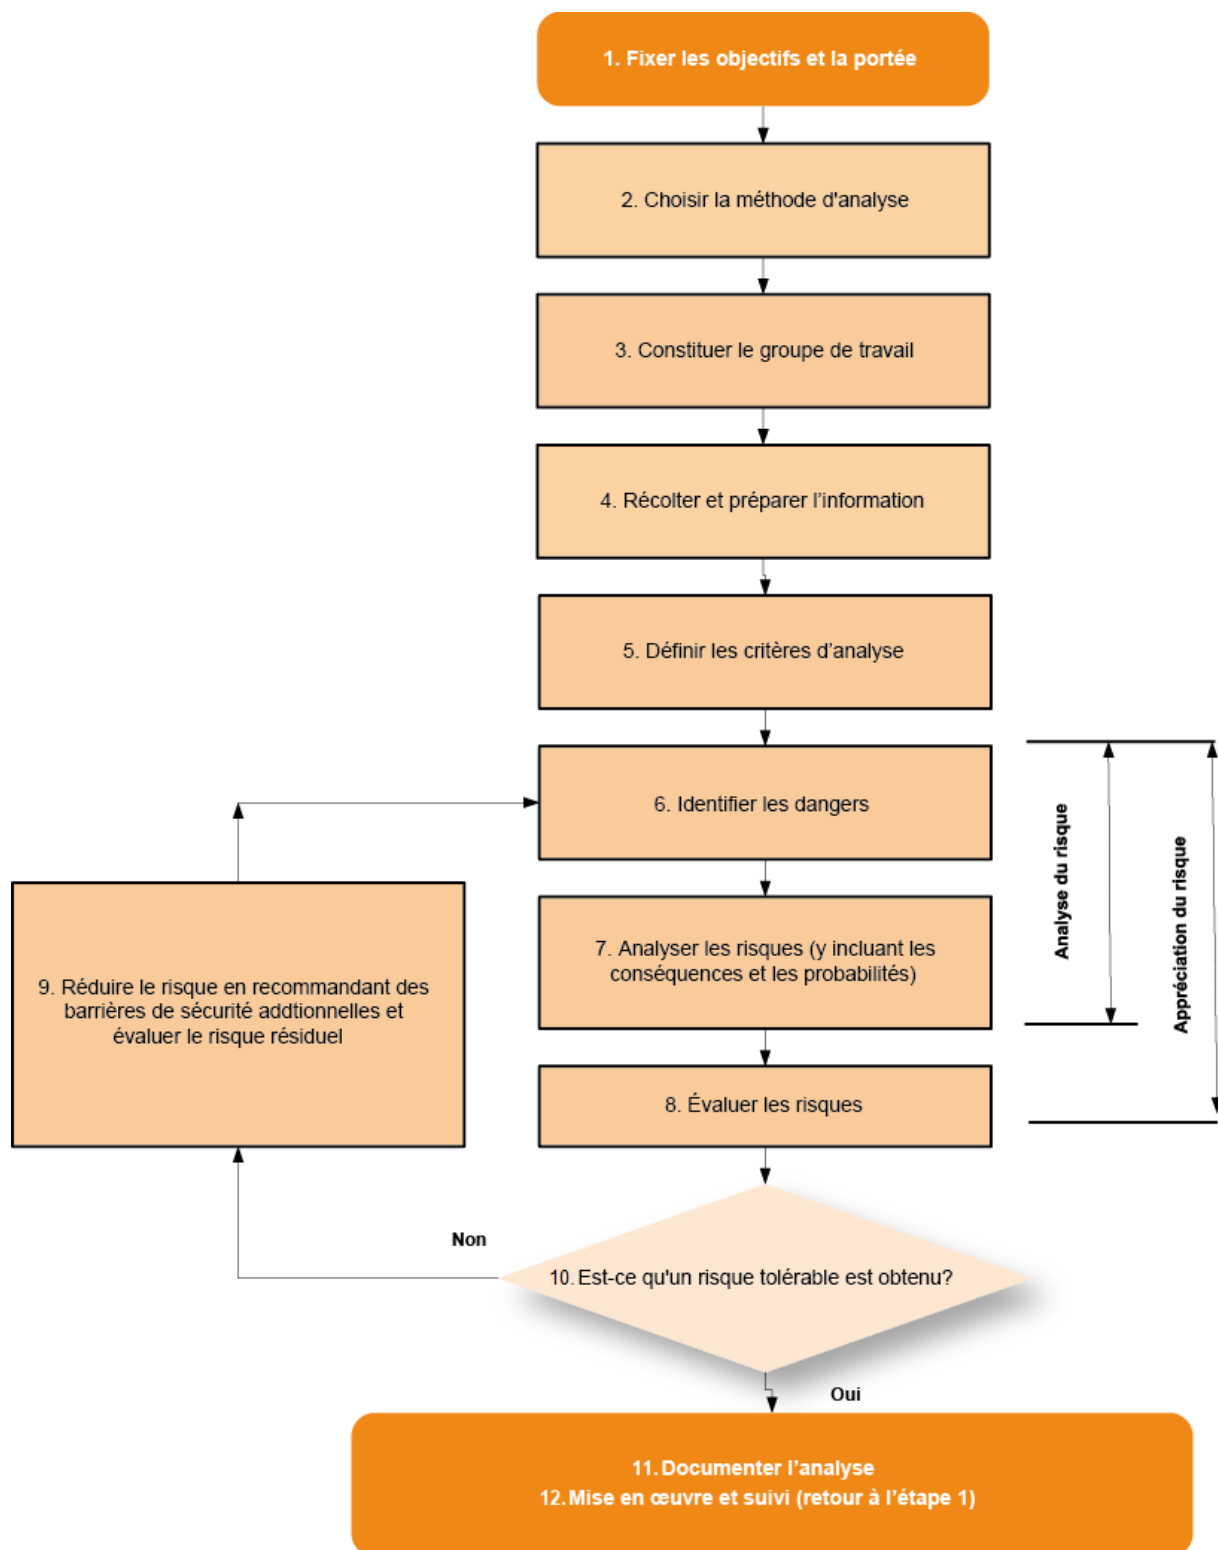 1. Fixer les objectifs et la portée
2. Choisir la méthode d'analyse
3. Constituer le groupe de travail
4. Récolter et préparer l'information
5. Définir les critères d'analyse
6. Identifier les dangers
7. Analyser les risques (y incluant les
conséquences et les probabilités)
Analyse du risque
Appréciation du risque
9. Réduire le risque en recommandant des
barrières de sécurité addtionnelles et
évaluer le risque résiduel
8. Évaluer les risques
Non
10. Est-ce qu'un risque tolérable est obtenu?
Oui
11. Documenter l'analyse
12. Mise en œuvre et suivi (retour à l'étape 1)